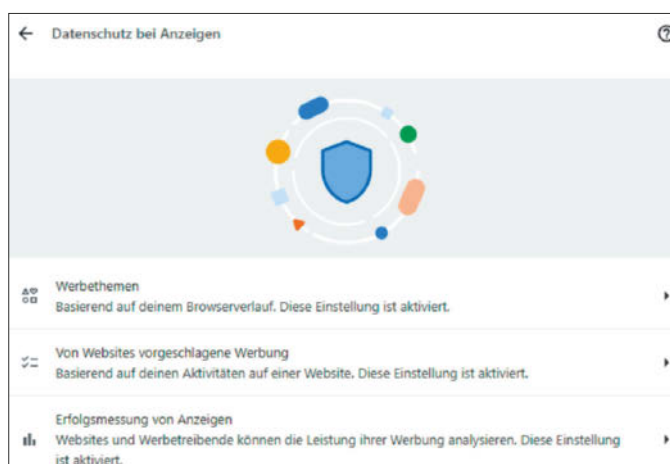 Datenschutz bei Anzeigen
Werbethemen
Basierend auf deinem Browserverlauf. Diese Einstellung ist aktiviert.
Von Websites vorgeschlagene Werbung
Basierend auf deinen Aktivitäten auf einer Website. Diese Einstellung ist aktiviert.
Erfolgsmessung von Anzeigen
Websites und Werbetreibende können die Leistung ihrer Werbung analysieren. Diese Einstellung
ist aktiviert.